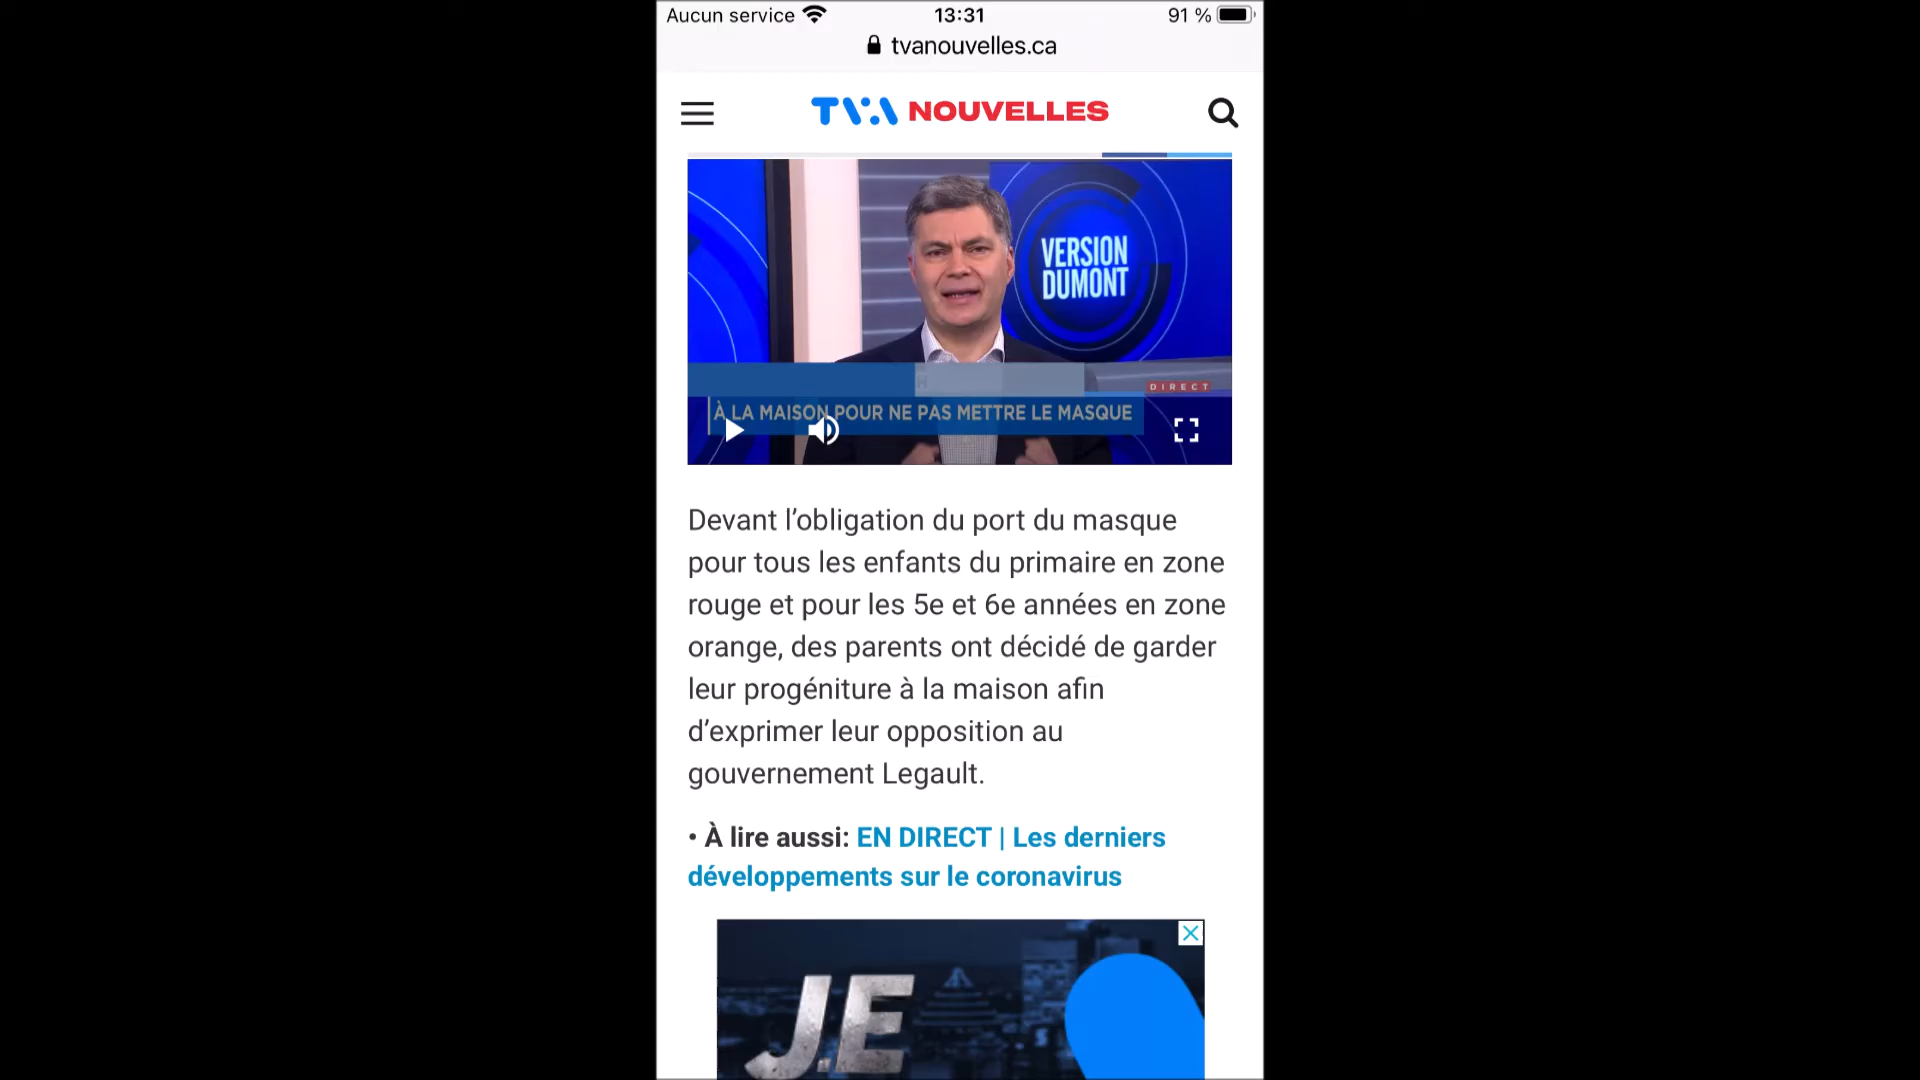 Aucun service
13:31
91 %
tvanouvelles.ca
TVA NOUVELLES
VERSION
DUMONT
DIRECT
À LA MAISON POUR NE PAS METTRE LE MASQUE
Devant l’obligation du port du masque
pour tous les enfants du primaire en zone
rouge et pour les 5e et 6e années en zone
orange, des parents ont décidé de garder
leur progéniture à la maison afin
d’exprimer leur opposition au
gouvernement Legault.
• À lire aussi: EN DIRECT | Les derniers
développements sur le coronavirus
J.E